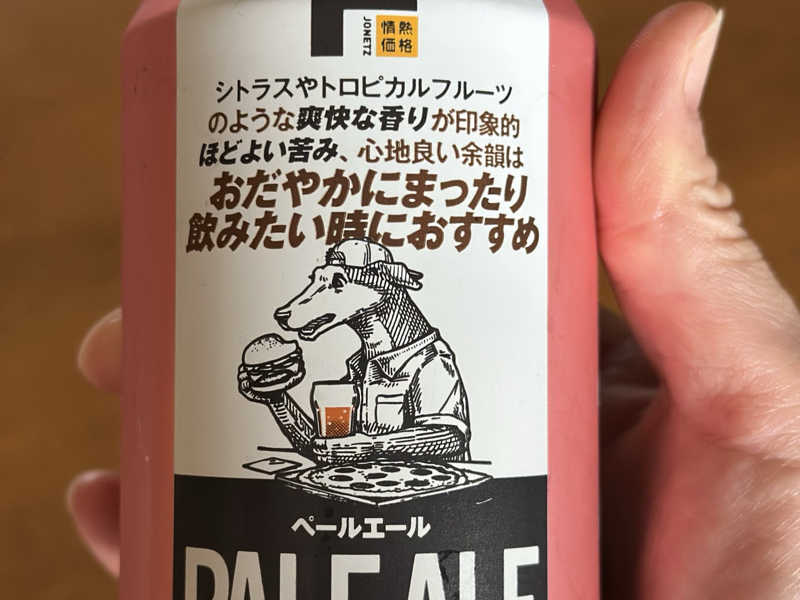 JONETZ
情熱
価格
シトラスやトロピカルフルーツ
のような爽快な香りが印象的
ほどよい苦み、心地良い余韻は
おだやかにまったり
飲みたい時におすすめ
ペールエール
PALE ALE